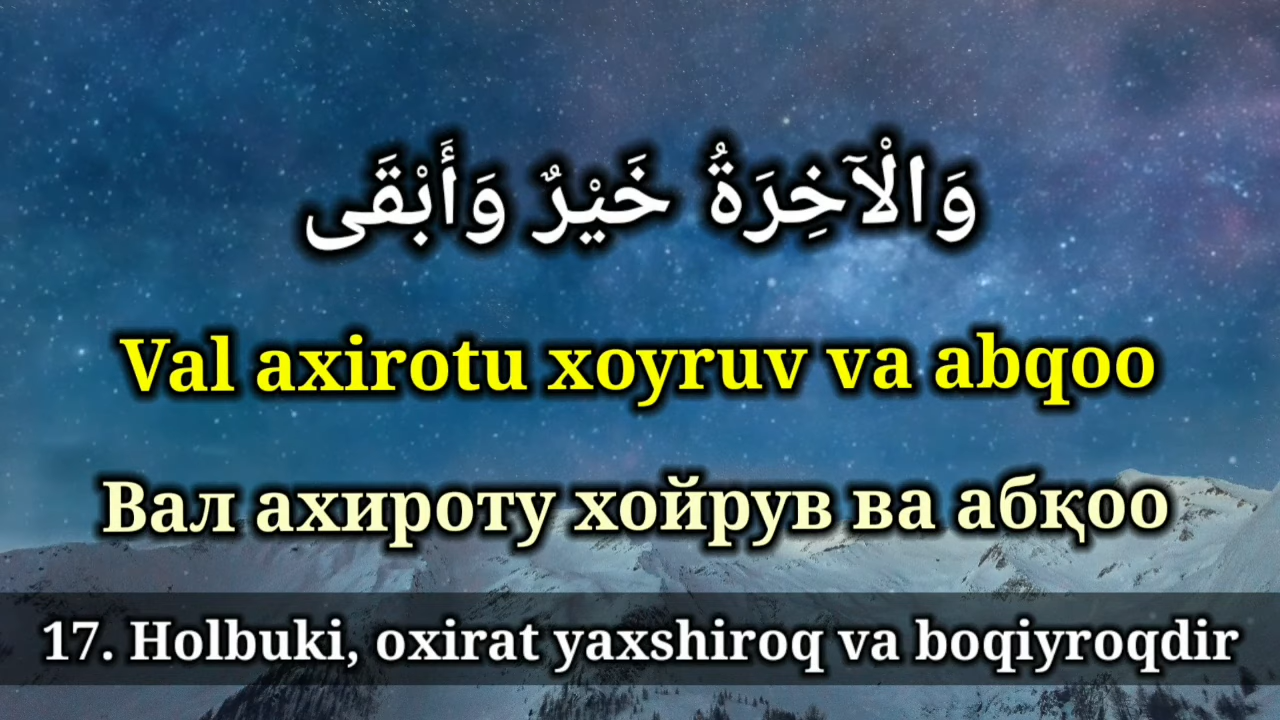 وَالْآخِرَةُ خَيْرٌ وَأَبْقَى
Val axirotu xoyruv va abqoo
Вал ахироту хойрув ва абқоо
17. Holbuki, oxirat yaxshiroq va boqiyroqdir